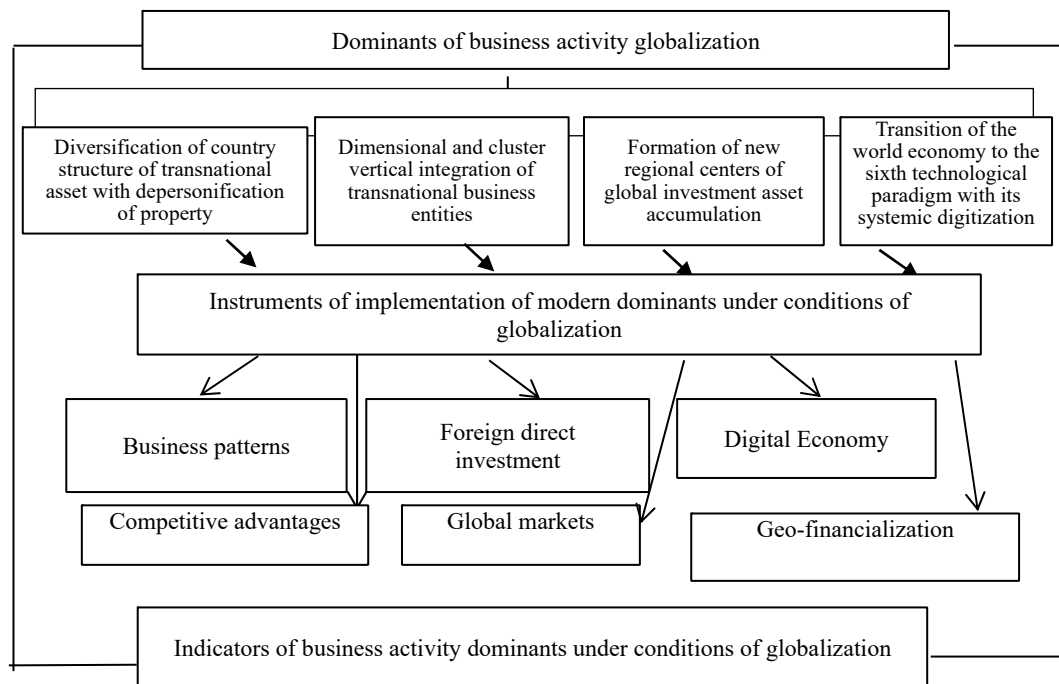 Dominants of business activity globalization
Diversification of country
structure of transnational
asset with depersonification
of property
Dimensional and cluster
vertical integration of
transnational business
entities
Formation of new
regional centers of
global investment asset
accumulation
Transition of the
world economy to the
sixth technological
paradigm with its
systemic digitization
Instruments of implementation of modern dominants under conditions of
globalization
Business patterns
Foreign direct
investment
Digital Economy
Competitive advantages
Global markets
Geo-financialization
Indicators of business activity dominants under conditions of globalization